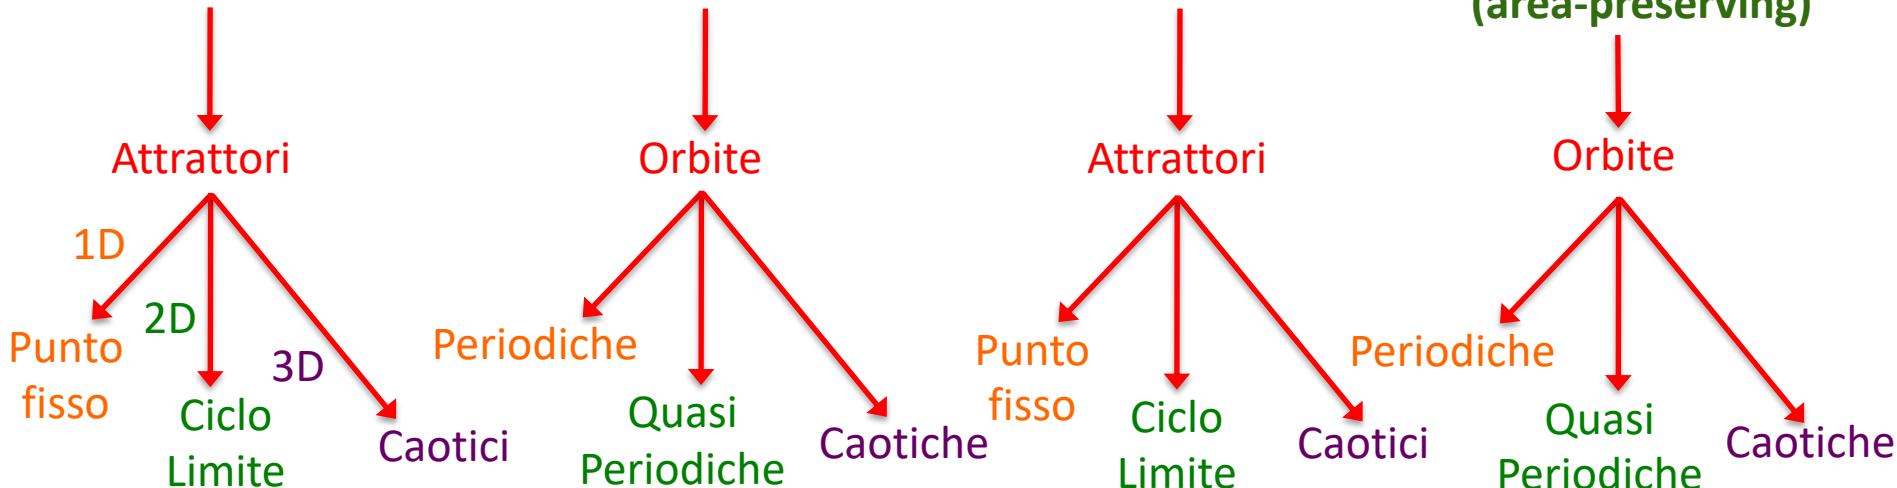 (area-preserving)
Attrattori
1D
2D
3D
Punto
fisso
Ciclo
Limite
Caotici
Orbite
Periodiche
Quasi
Periodiche
Caotiche
Attrattori
Punto
fisso
Ciclo
Limite
Caotici
Orbite
Periodiche
Quasi
Periodiche
Caotiche